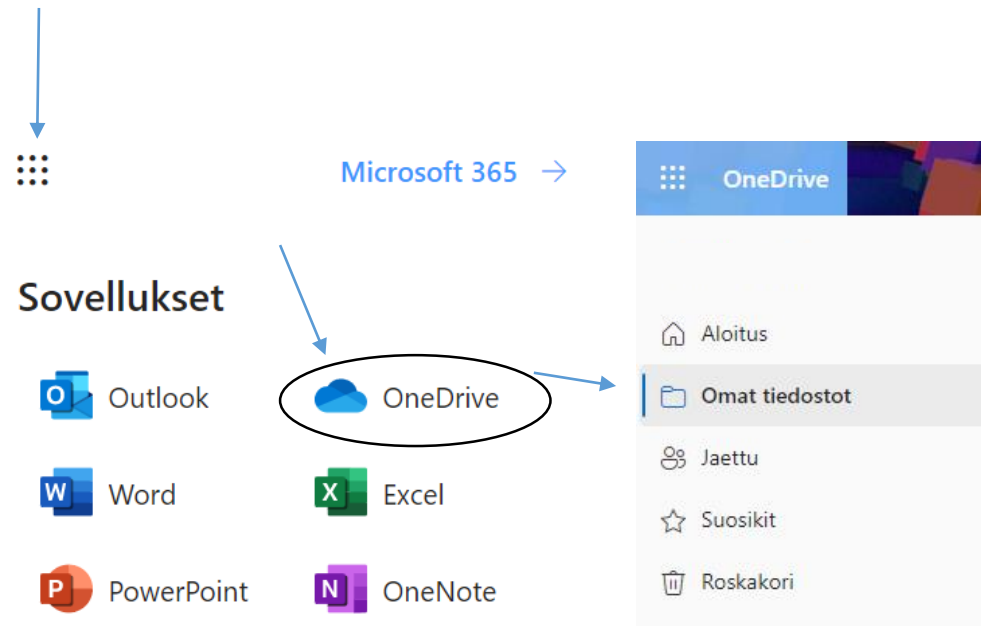 Microsoft 365
Sovellukset
Outlook
OneDrive
Word
Excel
PowerPoint
OneNote
OneDrive
Aloitus
Omat tiedostot
Jaettu
Suosikit
Roskakori